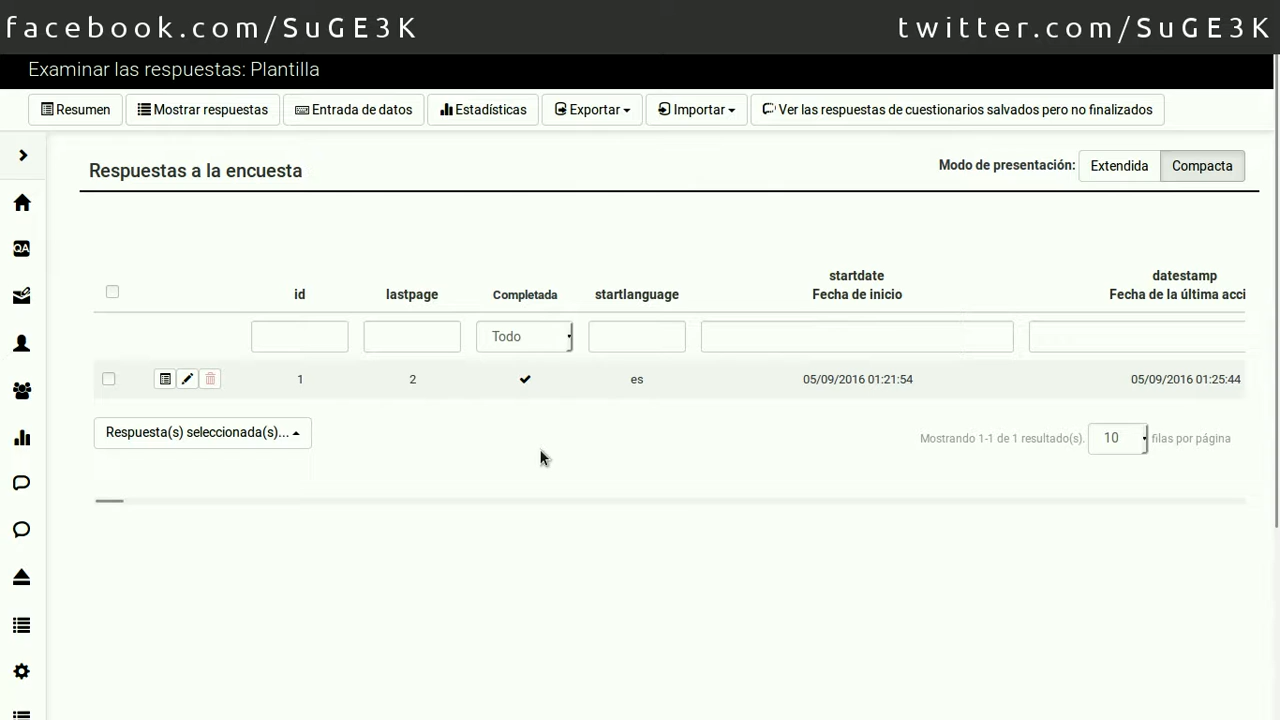 facebook.com/SuGE3K
twitter.com/SuGE3K
Examinar las respuestas: Plantilla
Resumen
Mostrar respuestas
Entrada de datos
Estadísticas
Exportar
Importar
Ver las respuestas de cuestionarios salvados pero no finalizados
Respuestas a la encuesta
Modo de presentación:
Extendida
Compacta
QA
id
lastpage
Completada
startlanguage
startdate
Fecha de inicio
datestamp
Fecha de la última acci
Todo
1
2
es
05/09/2016 01:21:54
05/09/2016 01:25:44
Respuesta(s) seleccionada(s)...
Mostrando 1-1 de 1 resultado(s).
10
filas por página